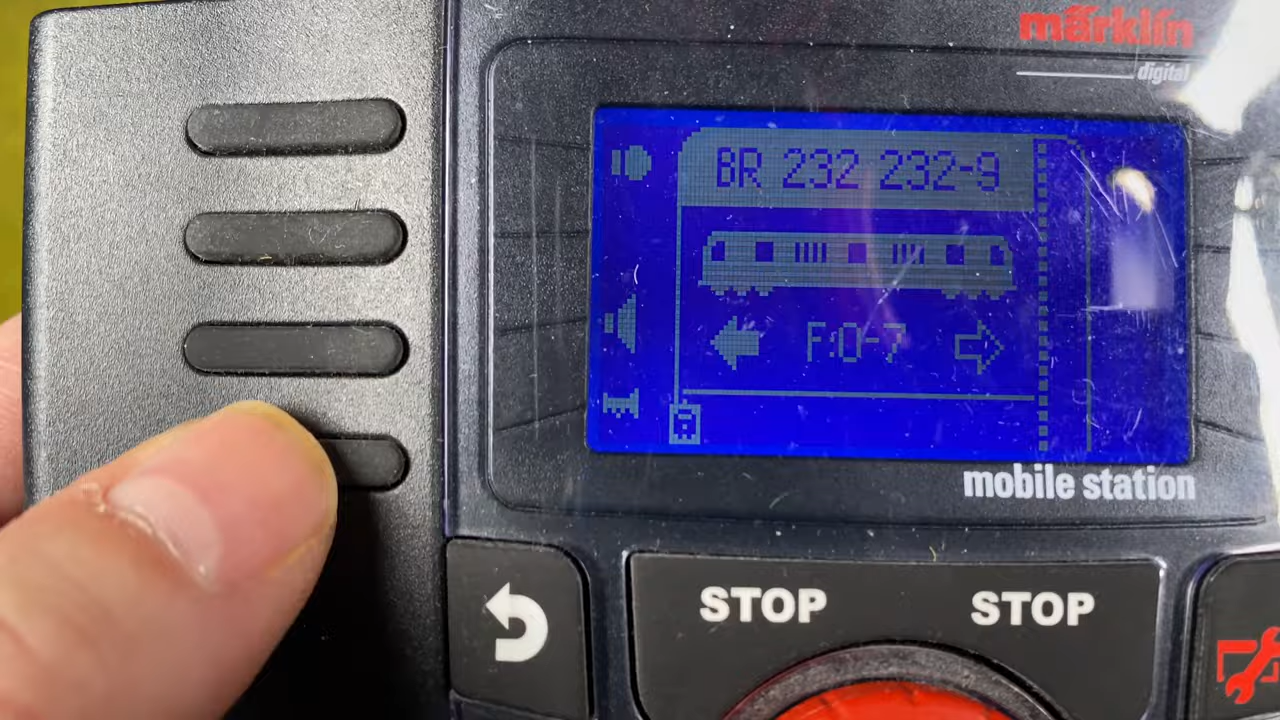 märklin
digital
BR 232 232-9
F:0-7
mobile station
STOP STOP